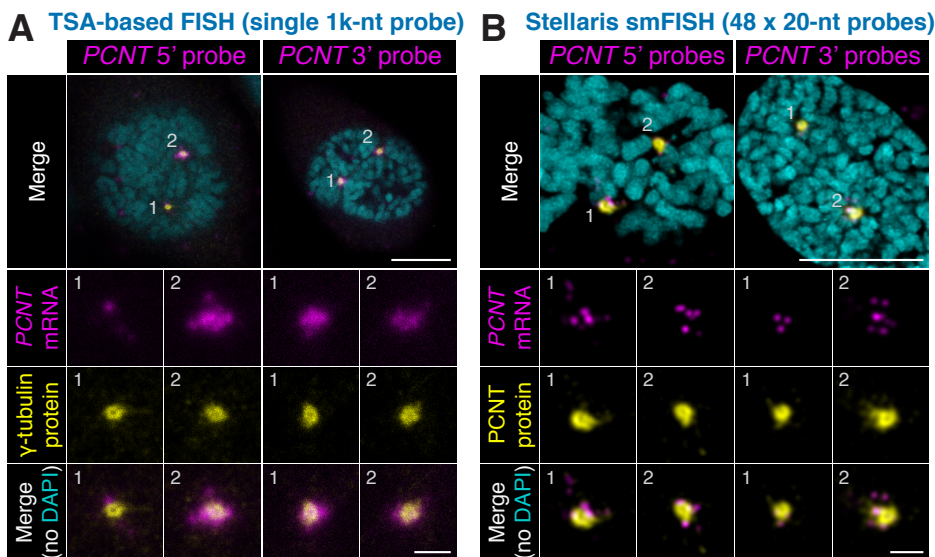 A TSA-based FISH (single 1k-nt probe)
PCNT 5’ probe
PCNT 3’ probe
Merge
2
1
2
1
PCNT
mRNA
1
2
1
2
γ-tubulin
protein
1
2
1
2
Merge
(no DAPI)
1
2
1
2
B Stellaris smFISH (48 x 20-nt probes)
PCNT 5’ probes
PCNT 3’ probes
Merge
2
1
1
2
PCNT
mRNA
1
2
1
2
PCNT
protein
1
2
1
2
Merge
(no DAPI)
1
2
1
2